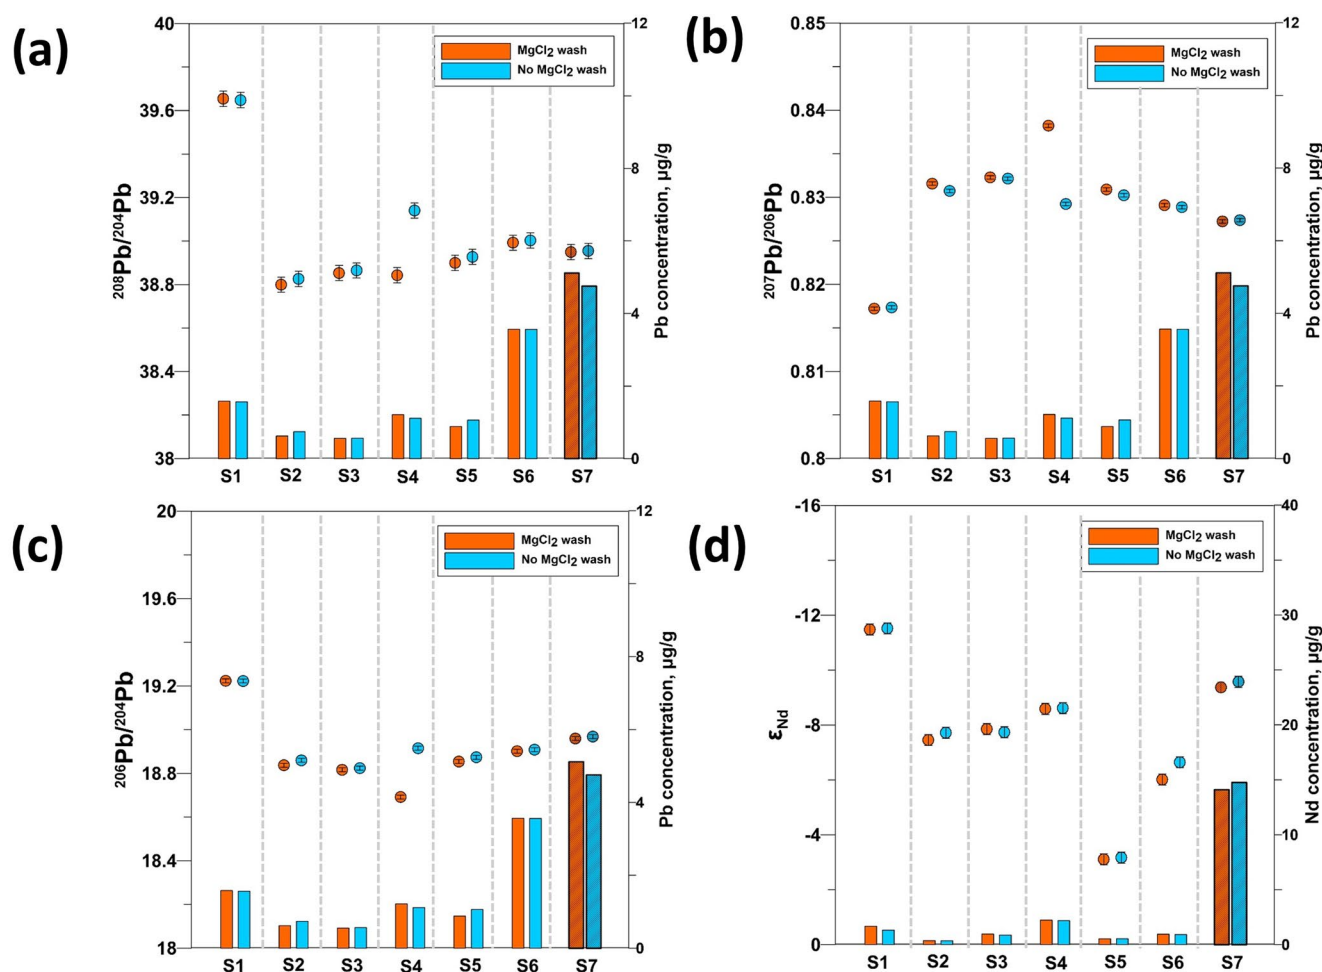 (a)
40
39.6
39.2
38.8
38.4
38
208Pb/204Pb
MgCl2 wash
No MgCl2 wash
12
8
4
0
Pb concentration, µg/g
S1 S2 S3 S4 S5 S6 S7
(b)
0.85
0.84
0.83
0.82
0.81
0.8
207Pb/206Pb
MgCl2 wash
No MgCl2 wash
12
8
4
0
Pb concentration, µg/g
S1 S2 S3 S4 S5 S6 S7
(c)
20
19.6
19.2
18.8
18.4
18
206Pb/204Pb
MgCl2 wash
No MgCl2 wash
12
8
4
0
Pb concentration, µg/g
S1 S2 S3 S4 S5 S6 S7
(d)
-16
-12
-8
-4
0
εNd
MgCl2 wash
No MgCl2 wash
40
30
20
10
0
Nd concentration, µg/g
S1 S2 S3 S4 S5 S6 S7